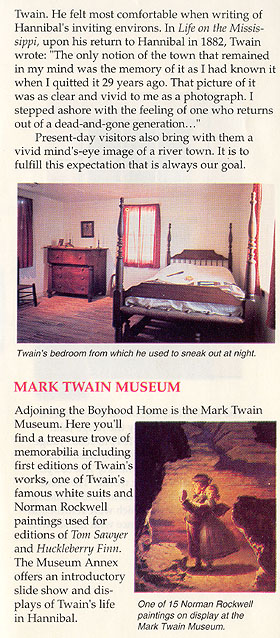 Twain. He felt most comfortable when writing of
Hannibal's inviting environs. In Life on the Missis-
sippi, upon his return to Hannibal in 1882, Twain
wrote: "The only notion of the town that remained
in my mind was the memory of it as I had known it
when I quitted it 29 years ago. That picture of it
was as clear and vivid to me as a photograph. I
stepped ashore with the feeling of one who returns
out of a dead-and-gone generation…"
Present-day visitors also bring with them a
vivid mind's-eye image of a river town. It is to
fulfill this expectation that is always our goal.
Twain's bedroom from which he used to sneak out at night.
MARK TWAIN MUSEUM
Adjoining the Boyhood Home is the Mark Twain
Museum. Here you'll
find a treasure trove of
memorabilia including
first editions of Twain's
works, one of Twain's
famous white suits and
Norman Rockwell
paintings used for
editions of Tom Sawyer
and Huckleberry Finn.
The Museum Annex
offers an introductory
slide show and dis-
plays of Twain's life
in Hannibal.
One of 15 Norman Rockwell
paintings on display at the
Mark Twain Museum.